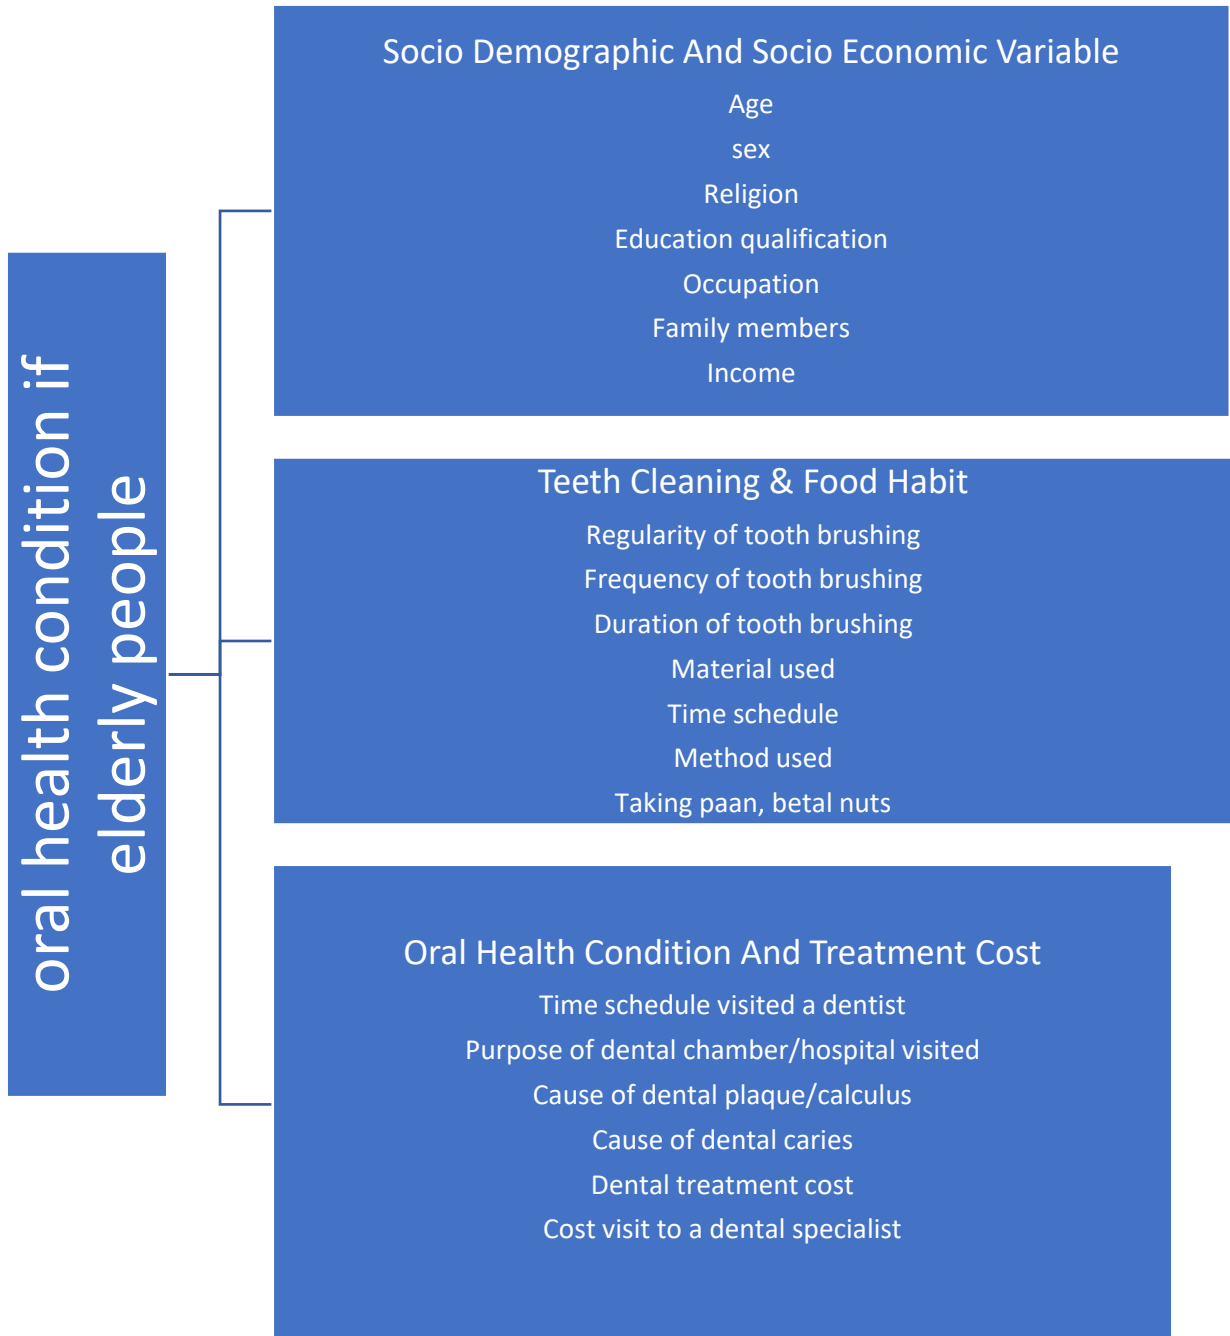 oral health condition if
elderly people
Socio Demographic And Socio Economic Variable
Age
sex
Religion
Education qualification
Occupation
Family members
Income
Teeth Cleaning & Food Habit
Regularity of tooth brushing
Frequency of tooth brushing
Duration of tooth brushing
Material used
Time schedule
Method used
Taking paan, betal nuts
Oral Health Condition And Treatment Cost
Time schedule visited a dentist
Purpose of dental chamber/hospital visited
Cause of dental plaque/calculus
Cause of dental caries
Dental treatment cost
Cost visit to a dental specialist